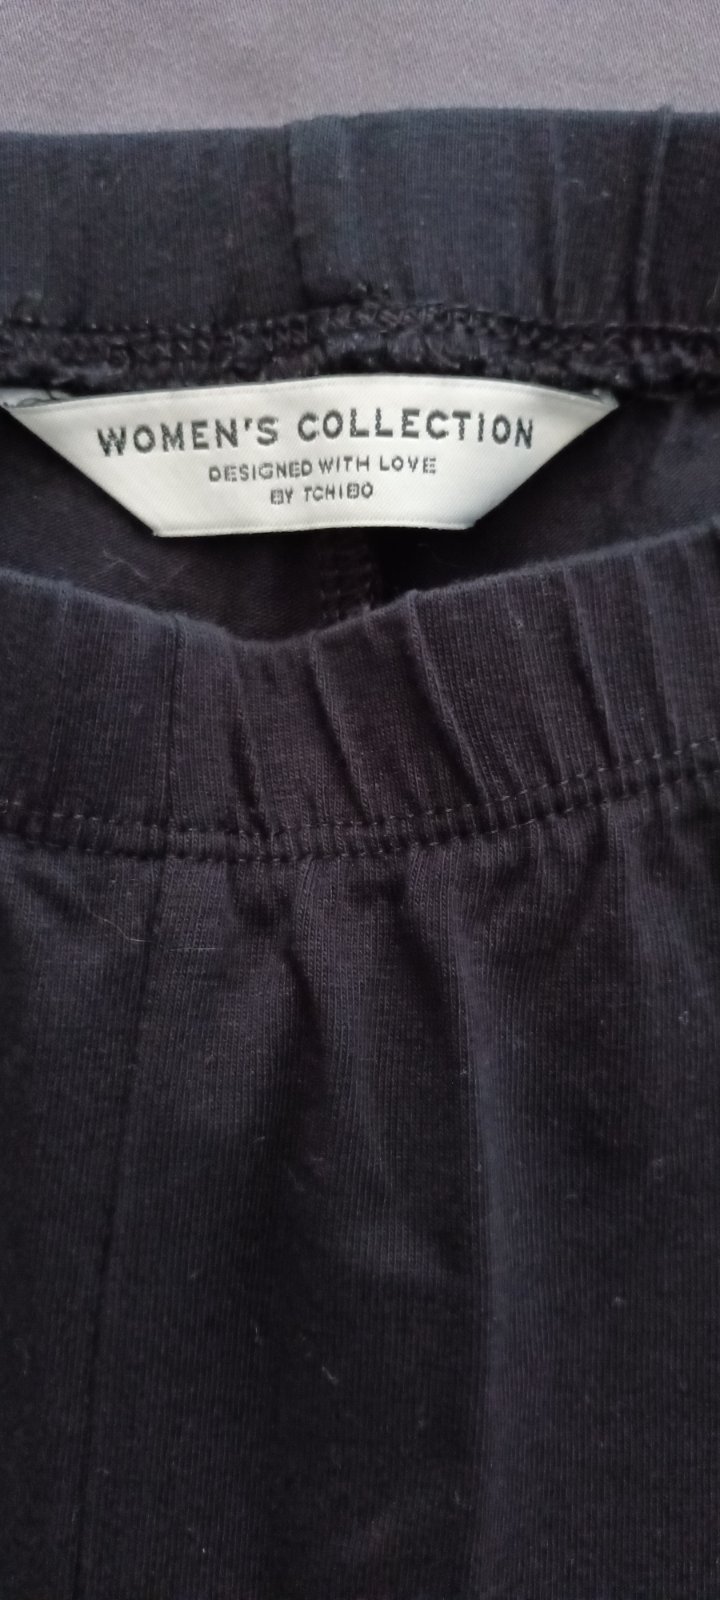 WOMEN'S COLLECTION
DESIGNED WITH LOVE
BY TCHIBO